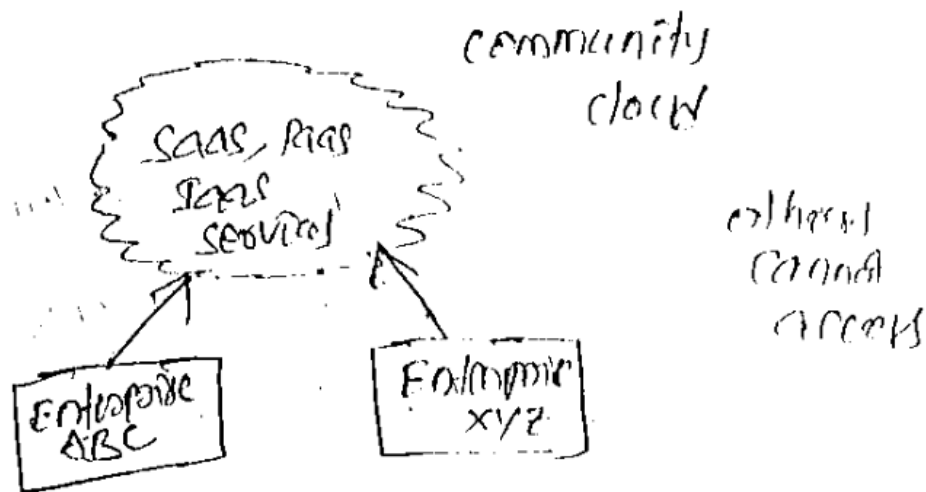 community
cloud
SaaS, PaaS
IaaS
services
others
cannot
access
Enterprise
ABC
Enterprise
XYZ